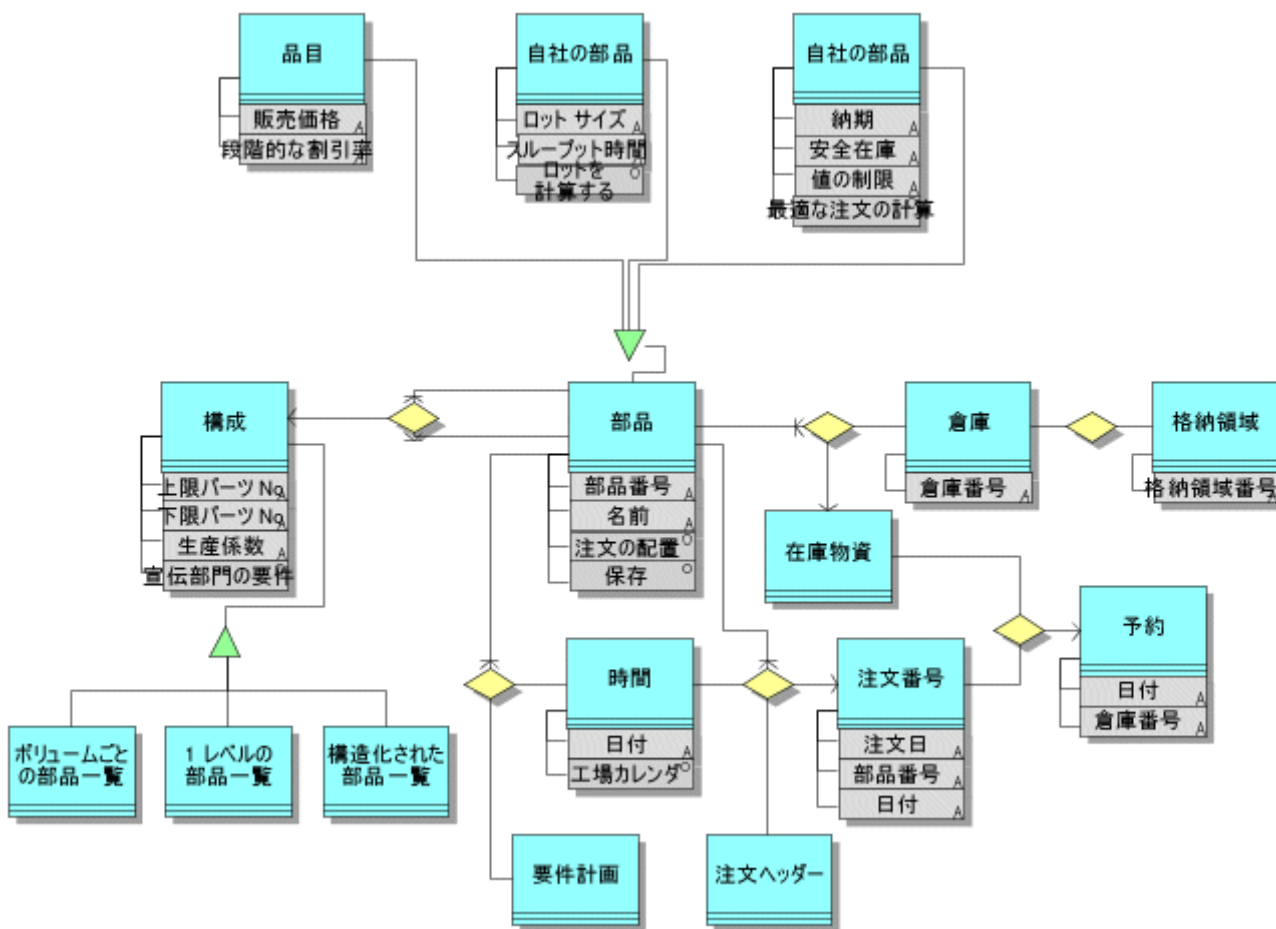 品目
販売価格 A
段階的な割引率 A
自社の部品
ロット サイズ A
スループット時間
ロットを O
計算する
自社の部品
納期 A
安全在庫 A
値の制限 A
最適な注文の計算 O
構成
上限パーツ No A
下限パーツ No A
生産係数 A
宣伝部門の要件 O
部品
部品番号 A
名前 A
注文の配置 O
保存 O
倉庫
倉庫番号 A
格納領域
格納領域番号 A
在庫物資
予約
日付 A
倉庫番号 A
時間
日付 A
工場カレンダ O
注文番号
注文日 A
部品番号 A
日付 A
ボリュームごと
の部品一覧
1 レベルの
部品一覧
構造化された
部品一覧
要件計画
注文ヘッダー